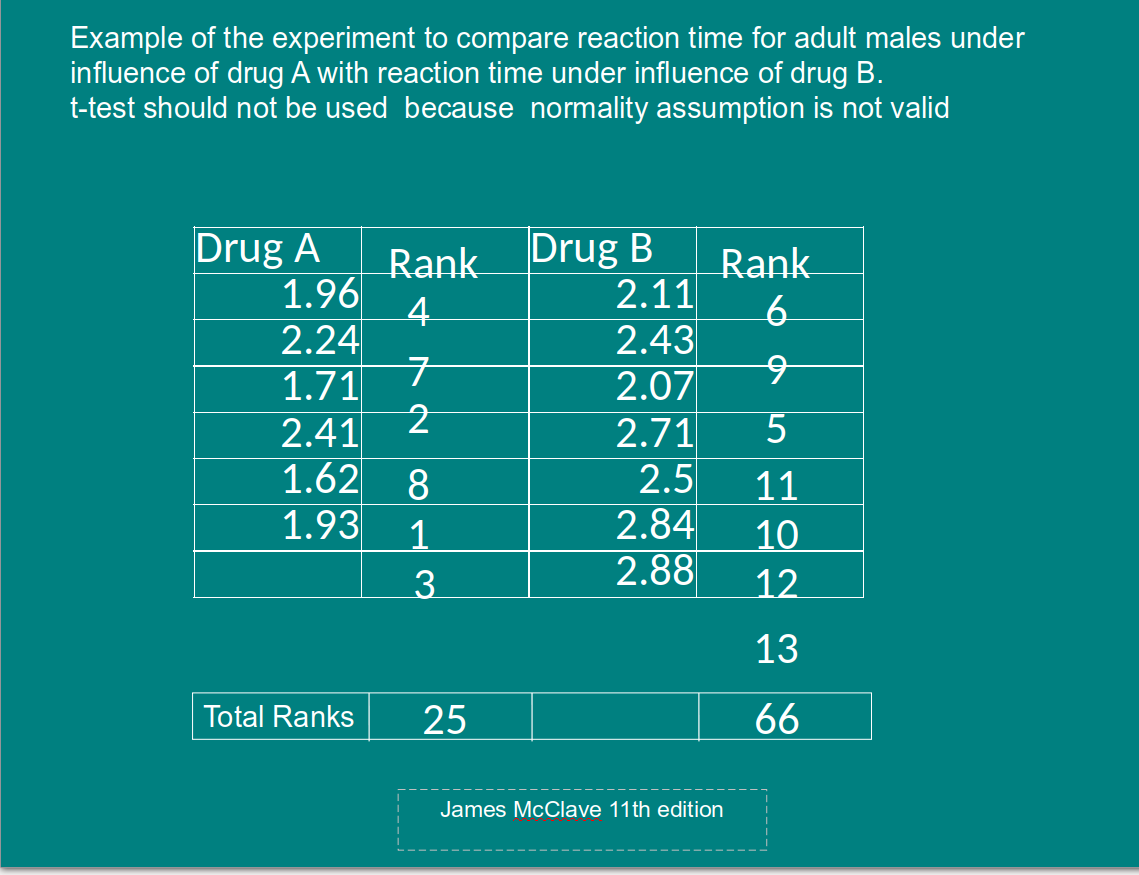 Example of the experiment to compare reaction time for adult males under
influence of drug A with reaction time under influence of drug B.
t-test should not be used because normality assumption is not valid
Drug A Rank Drug B Rank
1.96 4 2.11 6
2.24 7 2.43 9
1.71 2 2.07 5
2.41 8 2.71 11
1.62 1 2.5 10
1.93 3 2.84 12
2.88 13
Total Ranks 25 66
James McClave 11th edition